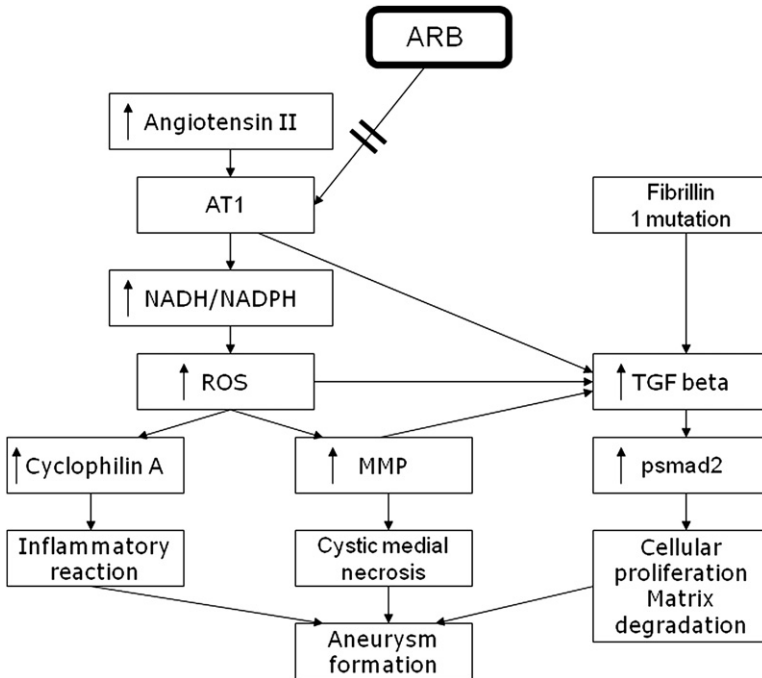 ARB
Angiotensin II
AT1
Fibrillin
1 mutation
NADH/NADPH
ROS
TGF beta
Cyclophilin A
MMP
psmad2
Inflammatory
reaction
Cystic medial
necrosis
Cellular
proliferation
Matrix
degradation
Aneurysm
formation